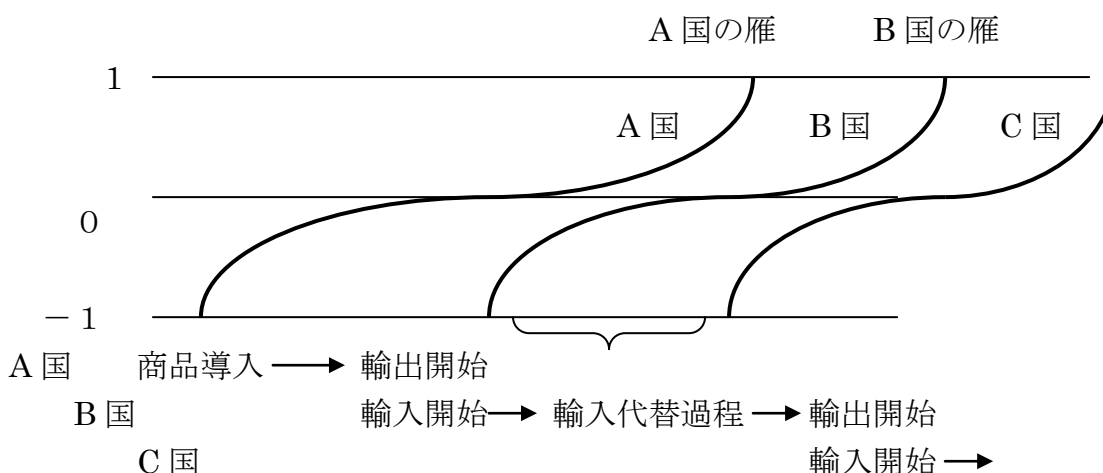 A 国の雁 B 国の雁
1
A 国 B 国 C 国
0
－1
A 国 商品導入 → 輸出開始
B 国 輸入開始 → 輸入代替過程 → 輸出開始
C 国 輸入開始 →